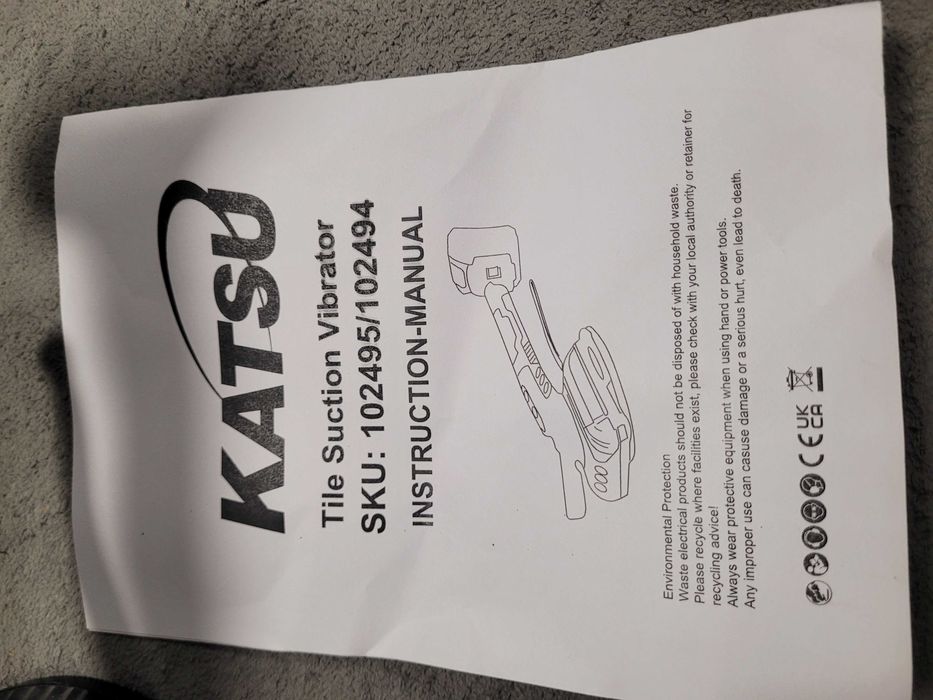 KATSU
Tile Suction Vibrator
SKU: 102495/102494
INSTRUCTION-MANUAL
Environmental Protection
Waste electrical products should not be disposed of with household waste.
Please recycle where facilities exist, please check with your local authority or retainer for
recycling advice!
Always wear protective equipment when using hand or power tools.
Any improper use can casuse damage or a serious hurt, even lead to death.
CE UK
CA